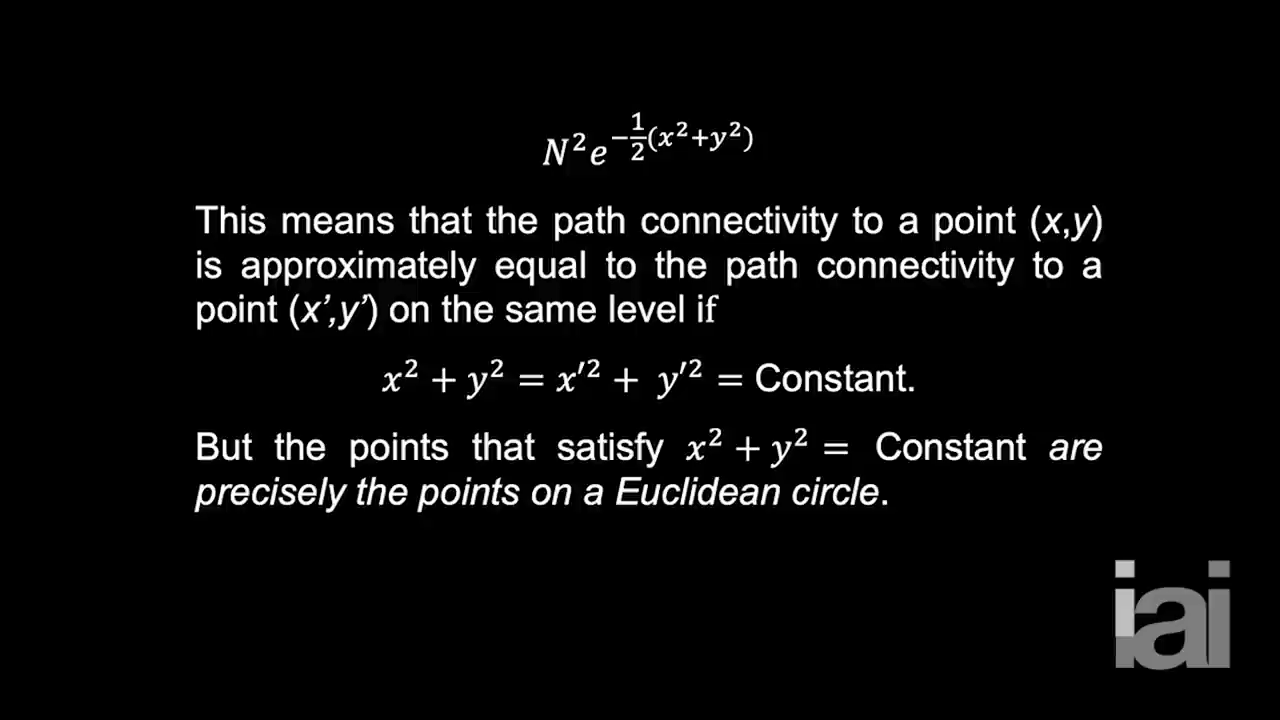 N²e^{-\frac{1}{2}(x²+y²)}
This means that the path connectivity to a point (x,y)
is approximately equal to the path connectivity to a
point (x’,y’) on the same level if
x² + y² = x′² + y′² = Constant.
But the points that satisfy x² + y² = Constant are
precisely the points on a Euclidean circle.
iai